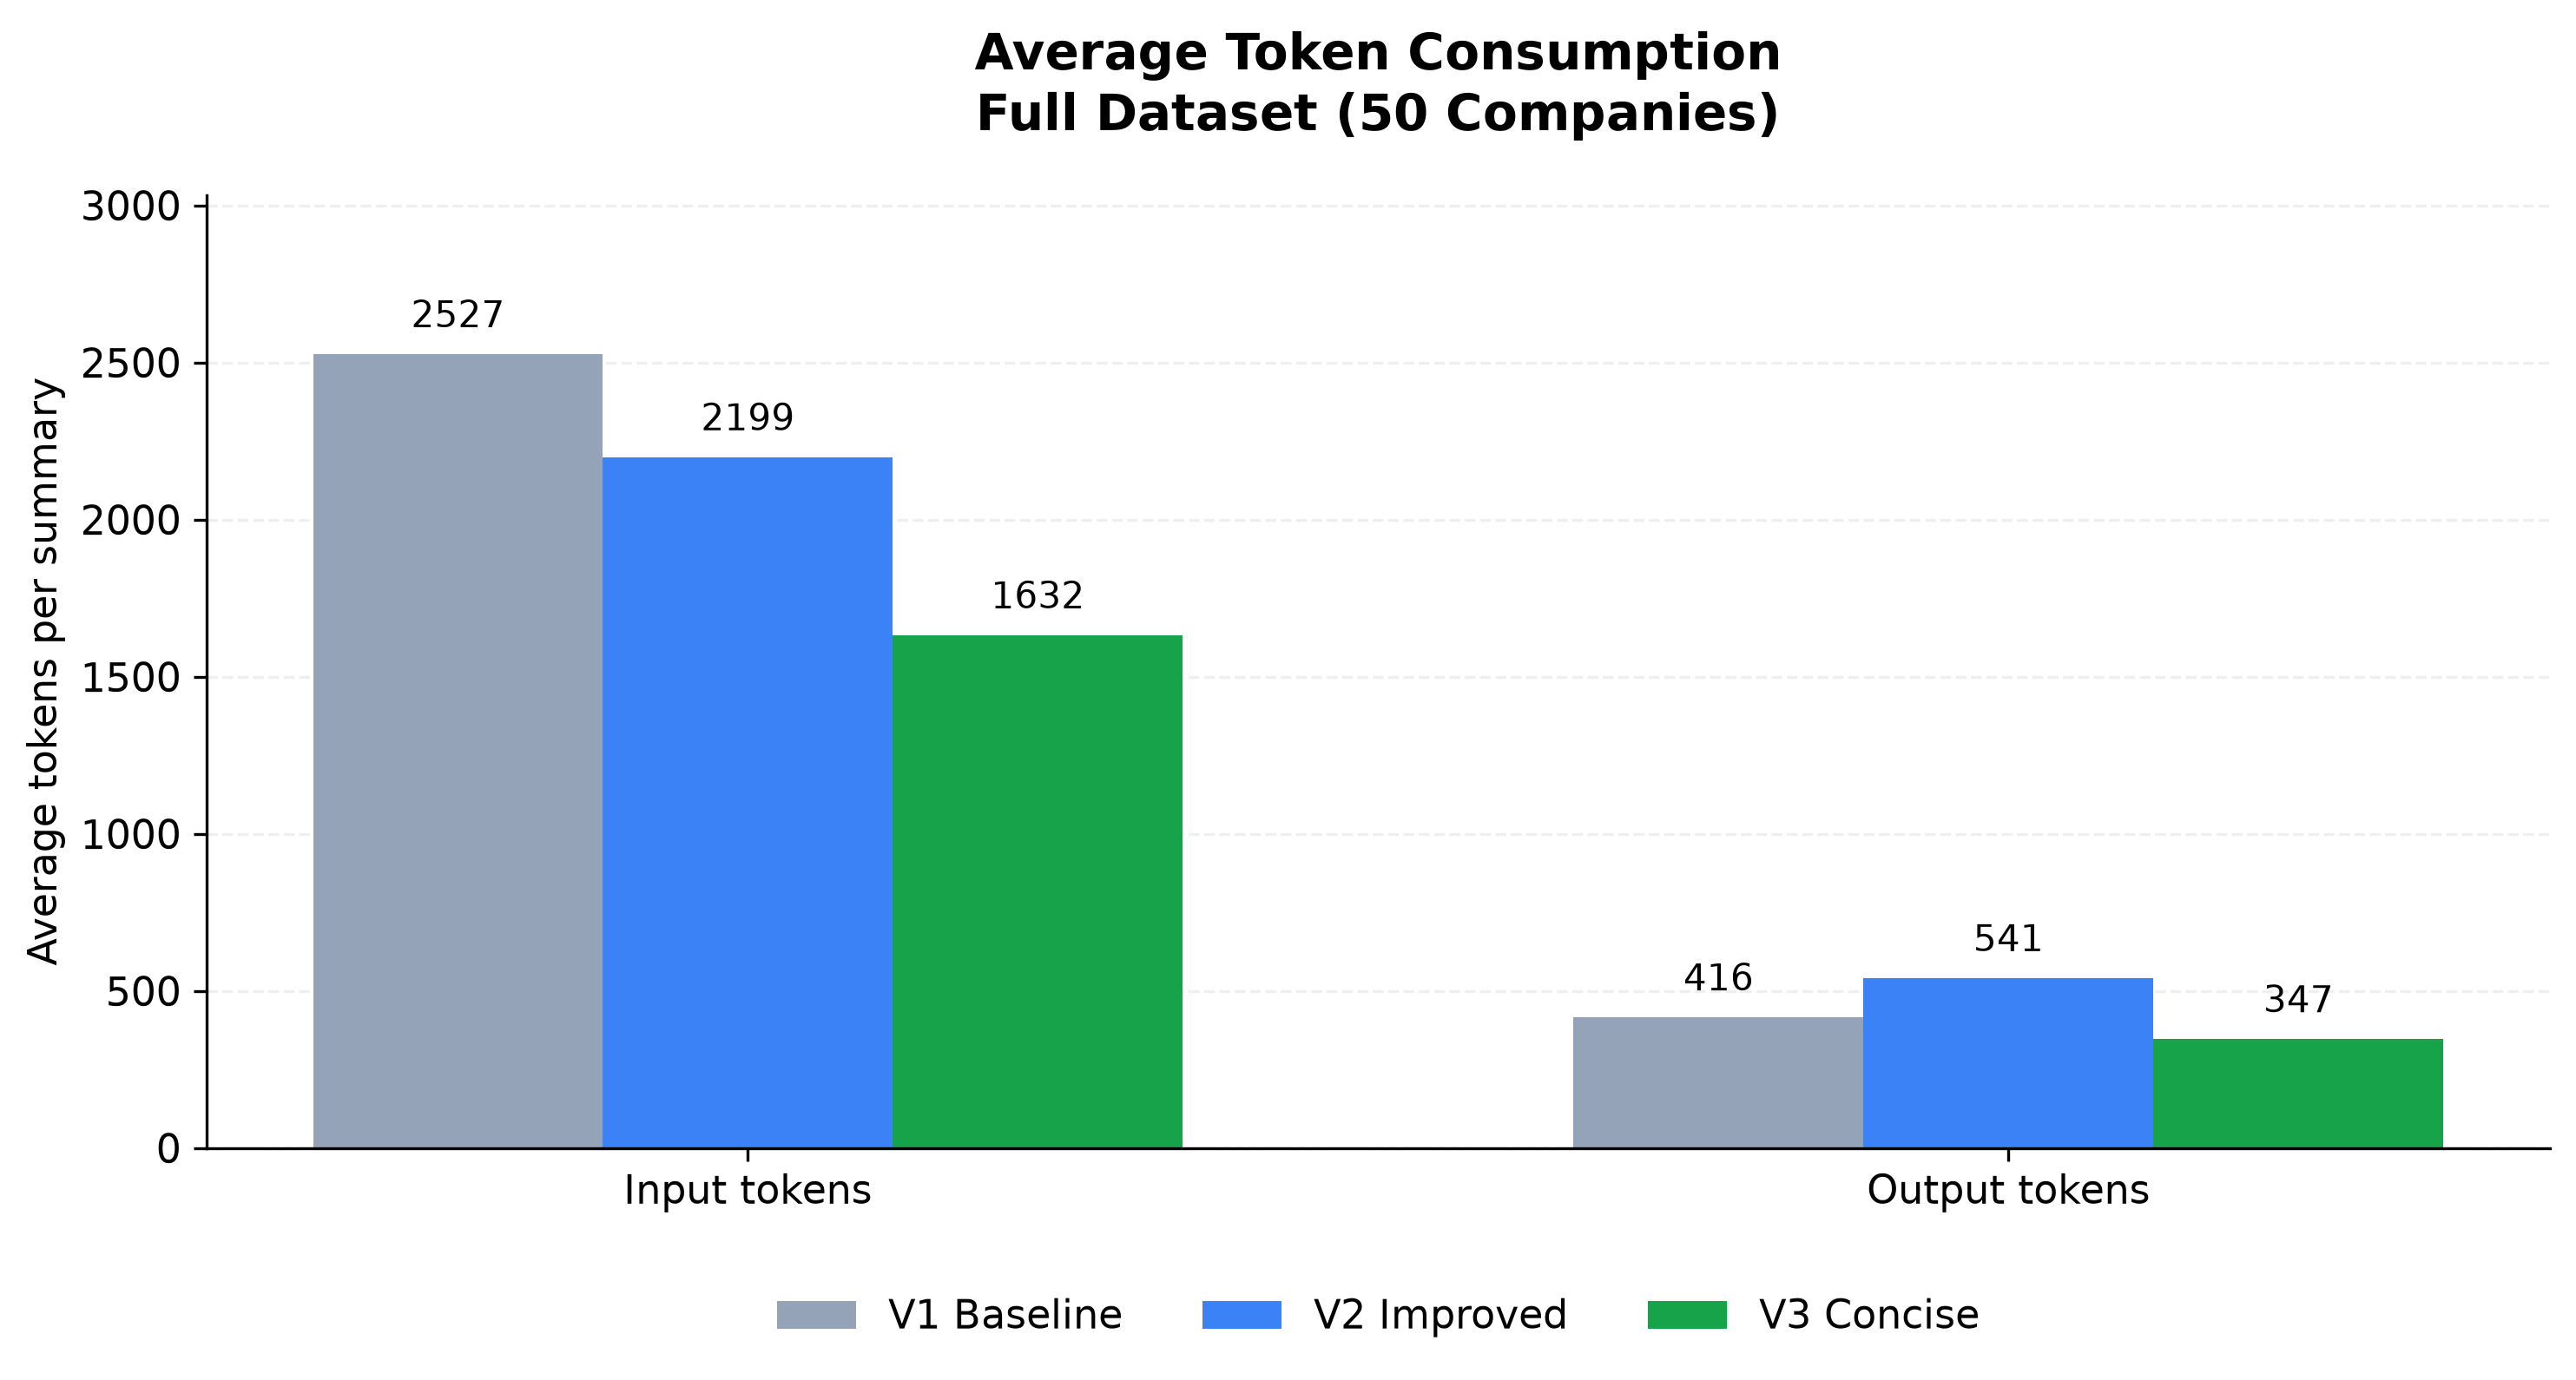 Average Token Consumption
Full Dataset (50 Companies)
Average tokens per summary
3000
2500
2000
1500
1000
500
0
2527
2199
1632
416
541
347
Input tokens
Output tokens
V1 Baseline
V2 Improved
V3 Concise